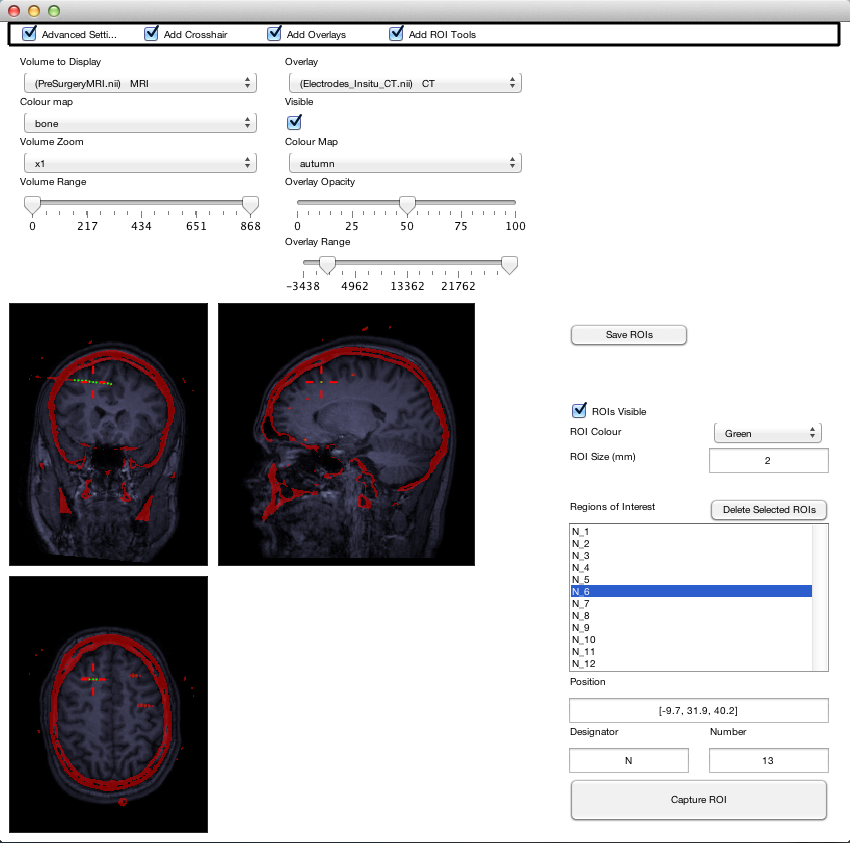 Advanced Setti... Add Crosshair Add Overlays Add ROI Tools
Volume to Display
(PreSurgeryMRI.nii) MRI
Colour map
bone
Volume Zoom
x1
Volume Range
0 217 434 651 868
Overlay
(Electrodes_Insitu_CT.nii) CT
Visible
Colour Map
autumn
Overlay Opacity
0 25 50 75 100
Overlay Range
-3438 4962 13362 21762
Save ROIs
ROIs Visible
ROI Colour Green
ROI Size (mm) 2
Regions of Interest Delete Selected ROIs
N_1
N_2
N_3
N_4
N_5
N_6
N_7
N_8
N_9
N_10
N_11
N_12
Position
[-9.7, 31.9, 40.2]
Designator Number
N 13
Capture ROI